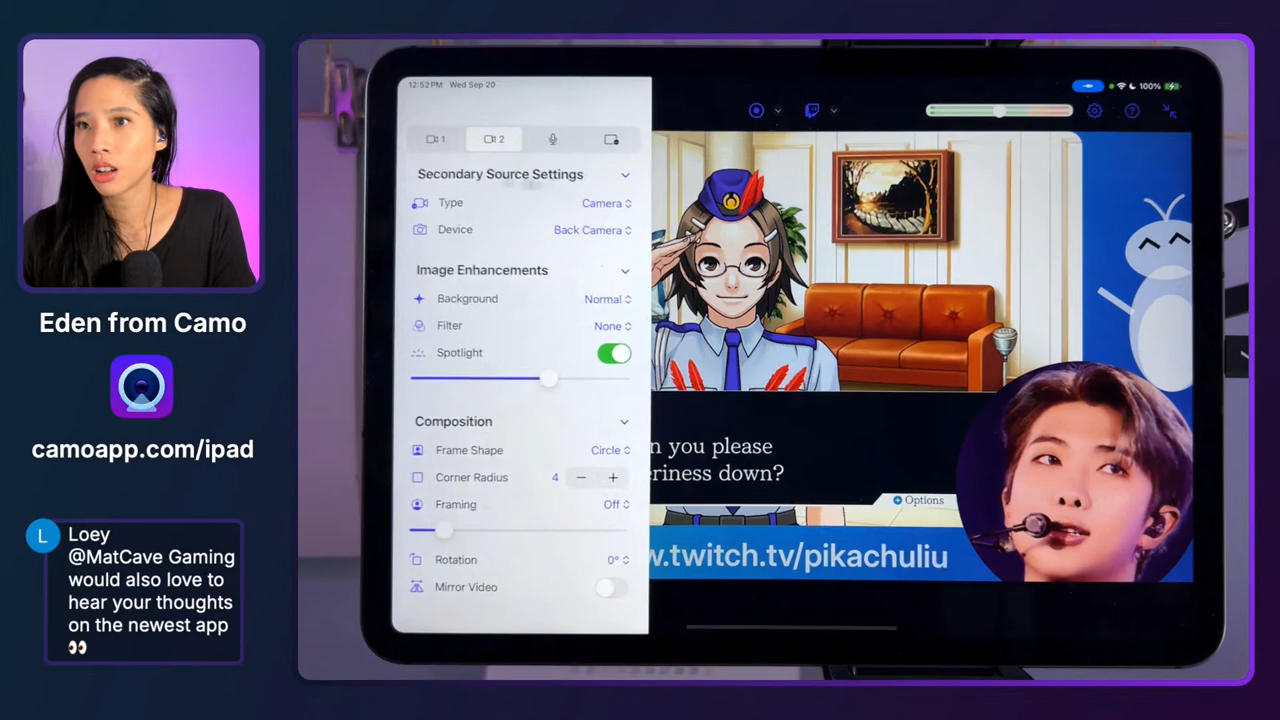 Eden from Camo
camoapp.com/ipad
L
Loey
@MatCave Gaming
would also love to
hear your thoughts
on the newest app
👀
12:52 PM Wed Sep 20
100%
1
2
Secondary Source Settings
Type
Camera
Device
Back Camera
Image Enhancements
Background
Normal
Filter
None
Spotlight
Composition
Frame Shape
Circle
Corner Radius
4
Framing
Off
Rotation
0°
Mirror Video
n you please
eriness down?
Options
w.twitch.tv/pikachuliu